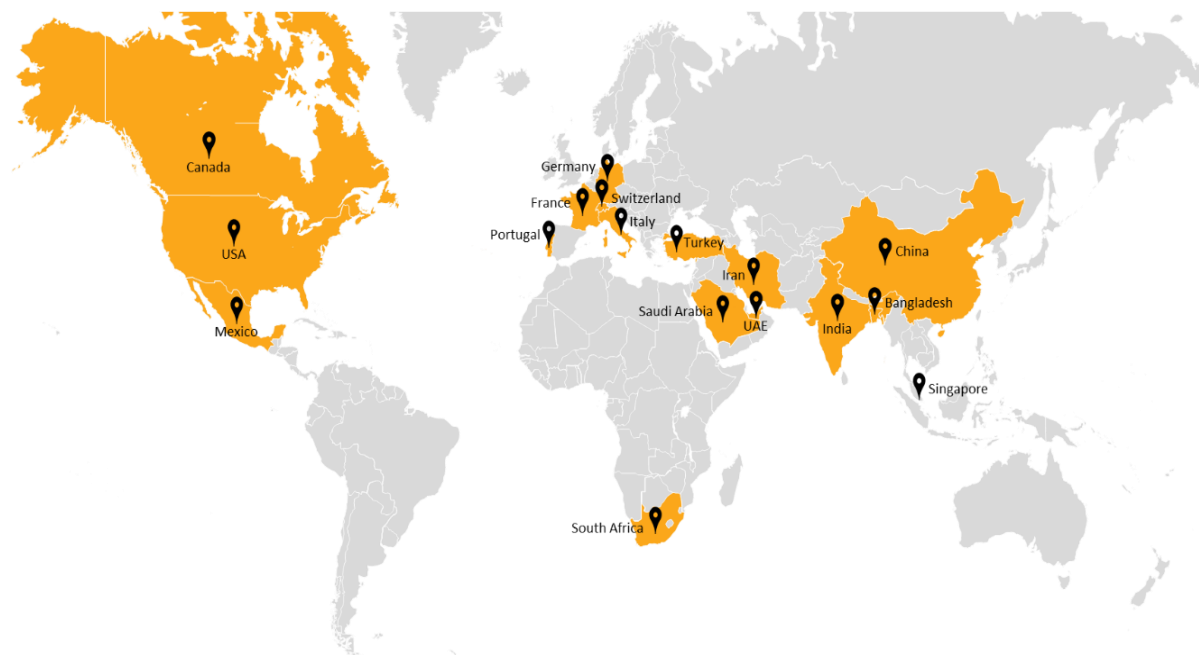 Canada
Germany
Switzerland
France
Italy
Portugal
Turkey
USA
China
Iran
Bangladesh
Saudi Arabia
UAE
India
Mexico
Singapore
South Africa